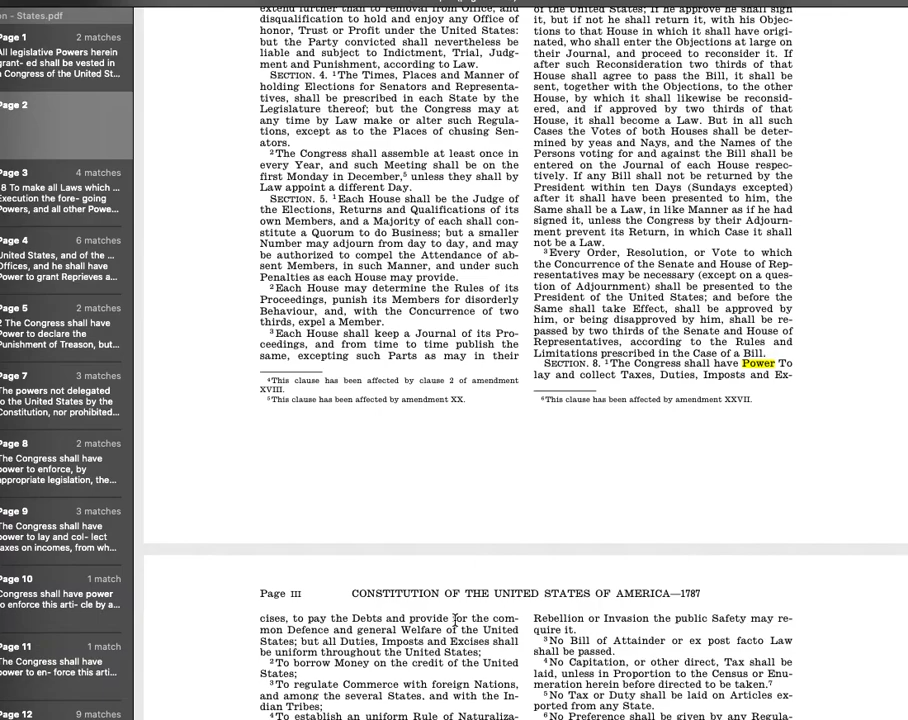 on - States.pdf
Page 1 2 matches
All legislative Powers herein
grant- ed shall be vested in
a Congress of the United St...
Page 2
Page 3 4 matches
18 To make all Laws which ...
Execution the fore- going
Powers, and all other Powe...
Page 4 6 matches
United States, and of the ...
Offices, and he shall have
Power to grant Reprieves a...
Page 5 2 matches
2 The Congress shall have
Power to declare the
Punishment of Treason, but...
Page 7 3 matches
The powers not delegated
to the United States by the
Constitution, nor prohibited...
Page 8 2 matches
The Congress shall have
power to enforce, by
appropriate legislation, the...
Page 9 3 matches
The Congress shall have
power to lay and col- lect
taxes on incomes, from wh...
Page 10 1 match
Congress shall have power
to enforce this arti- cle by a...
Page 11 1 match
The Congress shall have
power to en- force this arti...
Page 12 9 matches
extend further than to removal from Office, and
disqualification to hold and enjoy any Office of
honor, Trust or Profit under the United States:
but the Party convicted shall nevertheless be
liable and subject to Indictment, Trial, Judg-
ment and Punishment, according to Law.
SECTION. 4. 1The Times, Places and Manner of
holding Elections for Senators and Representa-
tives, shall be prescribed in each State by the
Legislature thereof; but the Congress may at
any time by Law make or alter such Regula-
tions, except as to the Places of chusing Sen-
ators.
2The Congress shall assemble at least once in
every Year, and such Meeting shall be on the
first Monday in December,5 unless they shall by
Law appoint a different Day.
SECTION. 5. 1Each House shall be the Judge of
the Elections, Returns and Qualifications of its
own Members, and a Majority of each shall con-
stitute a Quorum to do Business; but a smaller
Number may adjourn from day to day, and may
be authorized to compel the Attendance of ab-
sent Members, in such Manner, and under such
Penalties as each House may provide.
2Each House may determine the Rules of its
Proceedings, punish its Members for disorderly
Behaviour, and, with the Concurrence of two
thirds, expel a Member.
3Each House shall keep a Journal of its Pro-
ceedings, and from time to time publish the
same, excepting such Parts as may in their
4This clause has been affected by clause 2 of amendment
XVIII.
5This clause has been affected by amendment XX.
of the United States; If he approve he shall sign
it, but if not he shall return it, with his Objec-
tions to that House in which it shall have origi-
nated, who shall enter the Objections at large on
their Journal, and proceed to reconsider it. If
after such Reconsideration two thirds of that
House shall agree to pass the Bill, it shall be
sent, together with the Objections, to the other
House, by which it shall likewise be reconsid-
ered, and if approved by two thirds of that
House, it shall become a Law. But in all such
Cases the Votes of both Houses shall be deter-
mined by yeas and Nays, and the Names of the
Persons voting for and against the Bill shall be
entered on the Journal of each House respec-
tively. If any Bill shall not be returned by the
President within ten Days (Sundays excepted)
after it shall have been presented to him, the
Same shall be a Law, in like Manner as if he had
signed it, unless the Congress by their Adjourn-
ment prevent its Return, in which Case it shall
not be a Law.
3Every Order, Resolution, or Vote to which
the Concurrence of the Senate and House of Rep-
resentatives may be necessary (except on a ques-
tion of Adjournment) shall be presented to the
President of the United States; and before the
Same shall take Effect, shall be approved by
him, or being disapproved by him, shall be re-
passed by two thirds of the Senate and House of
Representatives, according to the Rules and
Limitations prescribed in the Case of a Bill.
SECTION. 8. 1The Congress shall have Power To
lay and collect Taxes, Duties, Imposts and Ex-
6This clause has been affected by amendment XXVII.
Page III CONSTITUTION OF THE UNITED STATES OF AMERICA—1787
cises, to pay the Debts and provide for the com-
mon Defence and general Welfare of the United
States; but all Duties, Imposts and Excises shall
be uniform throughout the United States;
2To borrow Money on the credit of the United
States;
3To regulate Commerce with foreign Nations,
and among the several States, and with the In-
dian Tribes;
4To establish an uniform Rule of Naturaliza-
Rebellion or Invasion the public Safety may re-
quire it.
3No Bill of Attainder or ex post facto Law
shall be passed.
4No Capitation, or other direct, Tax shall be
laid, unless in Proportion to the Census or Enu-
meration herein before directed to be taken.7
5No Tax or Duty shall be laid on Articles ex-
ported from any State.
6No Preference shall be given by any Regula-